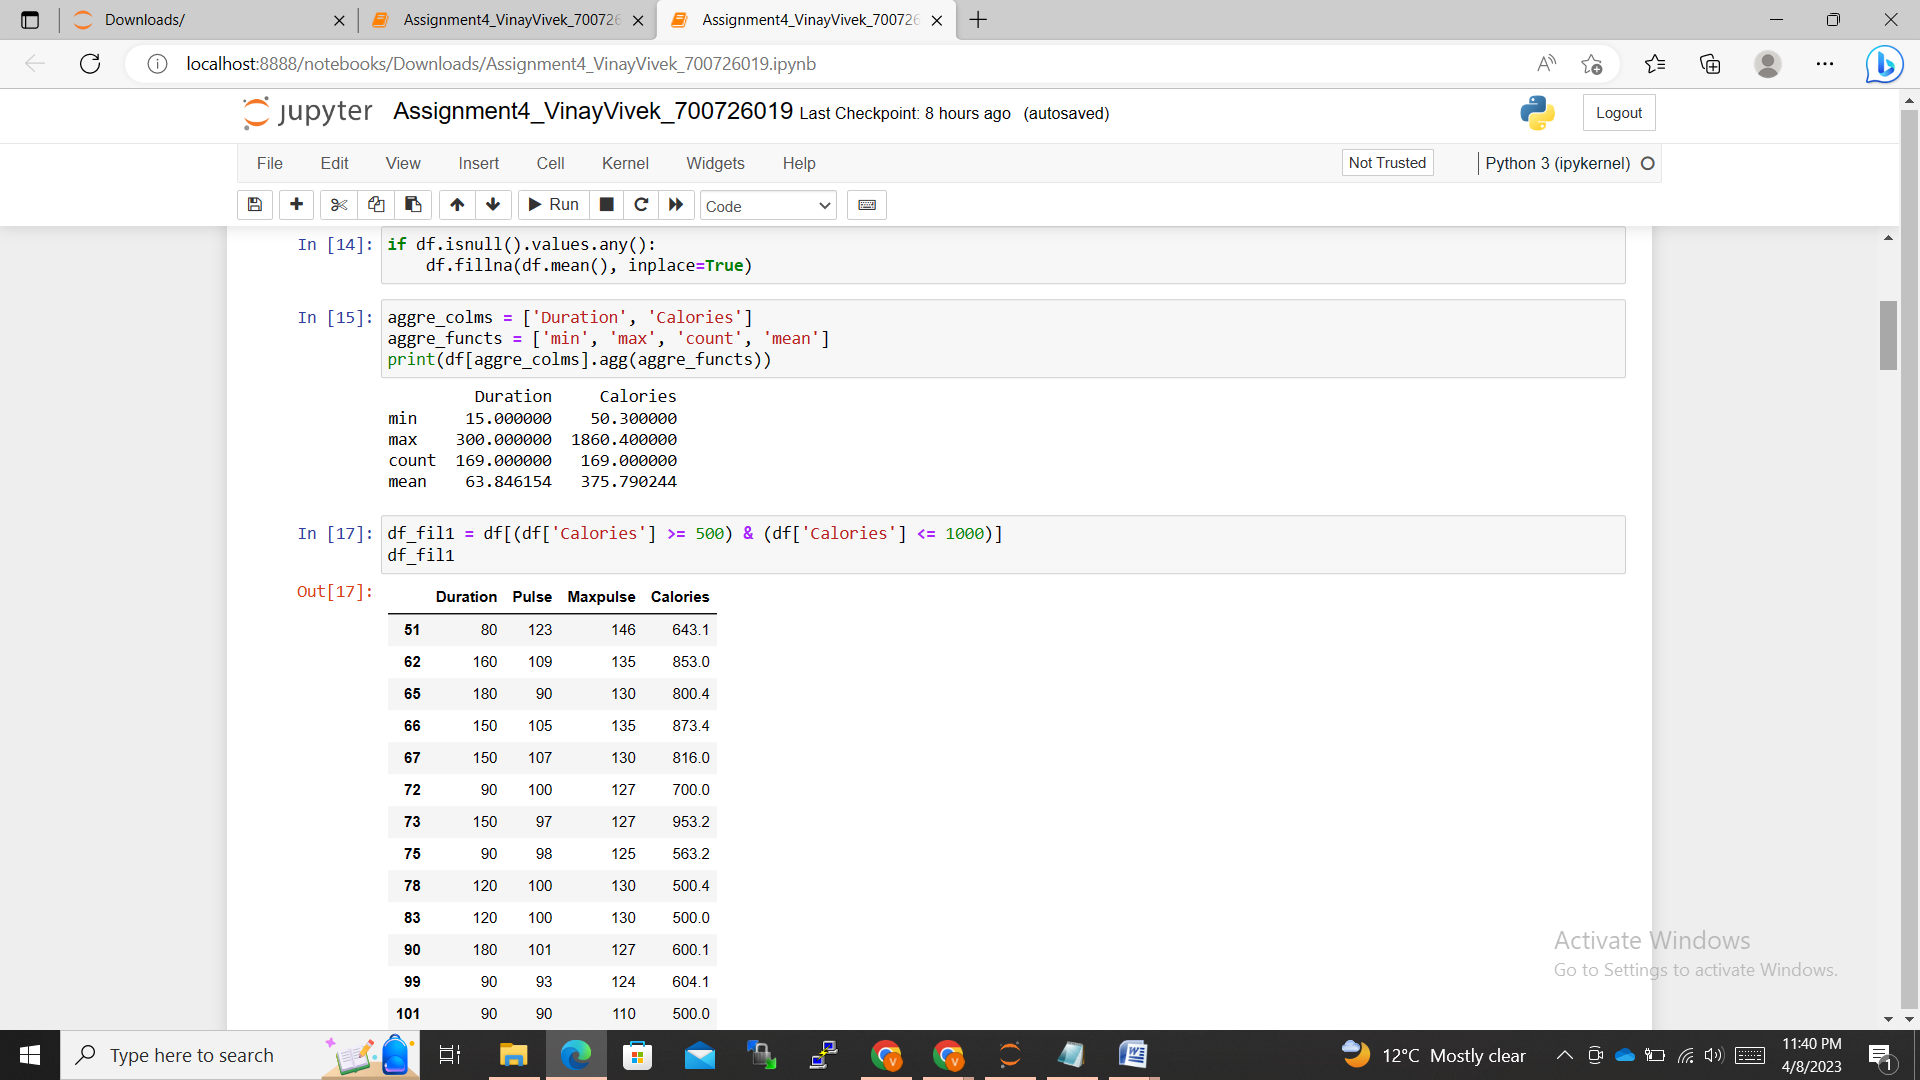 Downloads/
Assignment4_VinayVivek_70072
Assignment4_VinayVivek_70072
localhost:8888/notebooks/Downloads/Assignment4_VinayVivek_700726019.ipynb
jupyter Assignment4_VinayVivek_700726019 Last Checkpoint: 8 hours ago (autosaved)
Logout
File Edit View Insert Cell Kernel Widgets Help
Not Trusted
Python 3 (ipykernel)
Run
Code
In [14]: if df.isnull().values.any():
df.fillna(df.mean(), inplace=True)
In [15]: aggre_colms = ['Duration', 'Calories']
aggre_functs = ['min', 'max', 'count', 'mean']
print(df[aggre_colms].agg(aggre_functs))
Duration Calories
min 15.000000 50.300000
max 300.000000 1860.400000
count 169.000000 169.000000
mean 63.846154 375.790244
In [17]: df_fil1 = df[(df['Calories'] >= 500) & (df['Calories'] <= 1000)]
df_fil1
Out[17]:
Duration Pulse Maxpulse Calories
51 80 123 146 643.1
62 160 109 135 853.0
65 180 90 130 800.4
66 150 105 135 873.4
67 150 107 130 816.0
72 90 100 127 700.0
73 150 97 127 953.2
75 90 98 125 563.2
78 120 100 130 500.4
83 120 100 130 500.0
90 180 101 127 600.1
99 90 93 124 604.1
101 90 90 110 500.0
Activate Windows
Go to Settings to activate Windows.
Type here to search
12°C Mostly clear
11:40 PM
4/8/2023
1